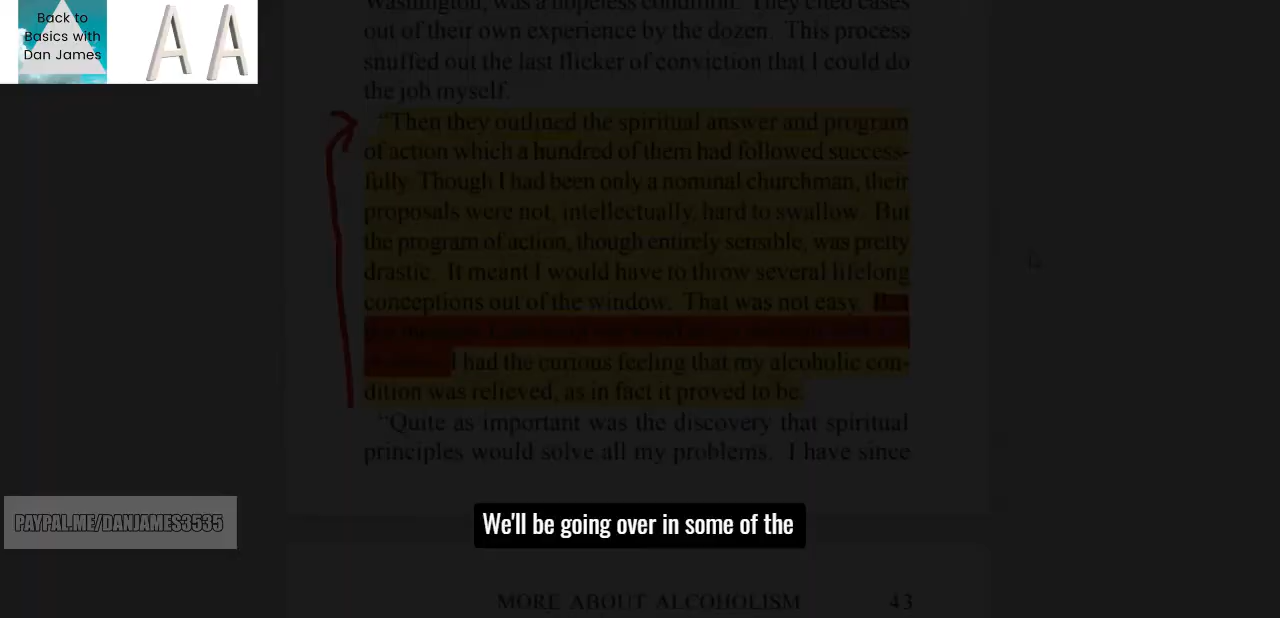 Back to
Basics with
Dan James
A A
Washington, was a hopeless condition. They cited cases
out of their own experience by the dozen. This process
snuffed out the last flicker of conviction that I could do
the job myself.
"Then they outlined the spiritual answer and program
of action which a hundred of them had followed success-
fully. Though I had been only a nominal churchman, their
proposals were not, intellectually, hard to swallow. But
the program of action, though entirely sensible, was pretty
drastic. It meant I would have to throw several lifelong
conceptions out of the window. That was not easy. But
I had the curious feeling that my alcoholic con-
dition was relieved, as in fact it proved to be.
"Quite as important was the discovery that spiritual
principles would solve all my problems. I have since
PAYPAL.ME/DANJAMES3535
We'll be going over in some of the
MORE ABOUT ALCOHOLISM 43